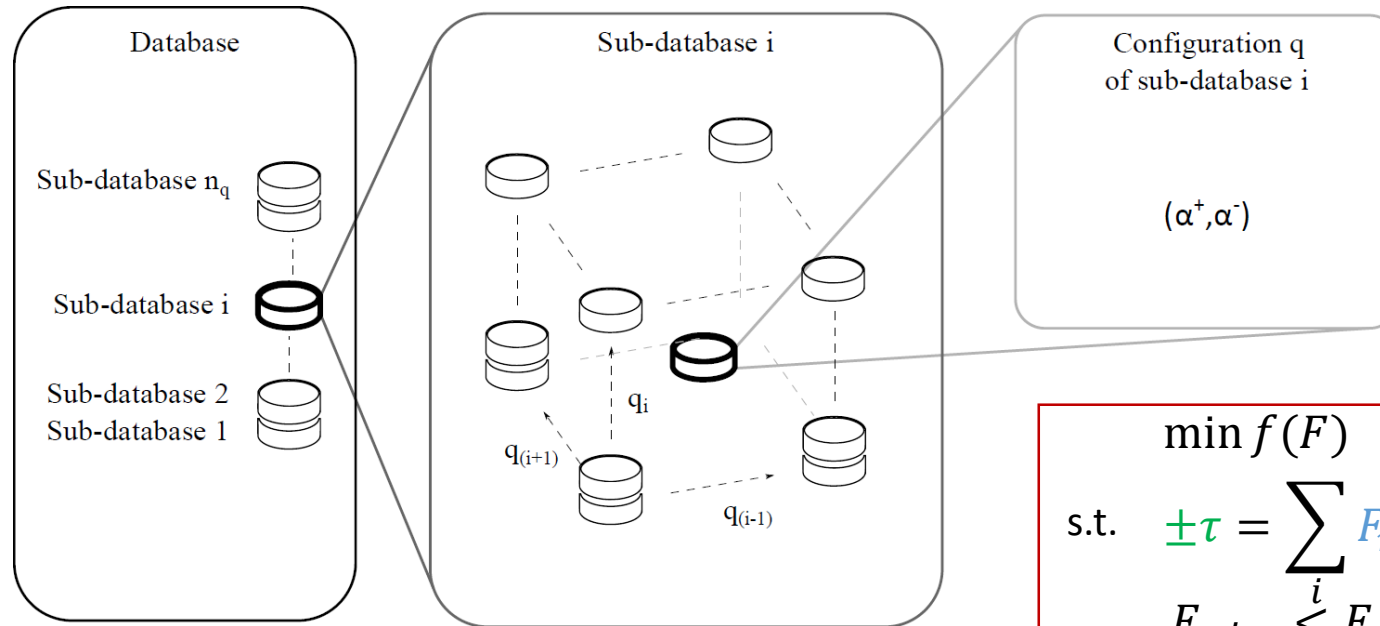 Database
Sub-database n_q
Sub-database i
Sub-database 2
Sub-database 1
Sub-database i
q_i
q_(i+1)
q_(i-1)
Configuration q
of sub-database i
(α⁺,α⁻)
min f(F)
s.t. ±τ = ∑ F
i